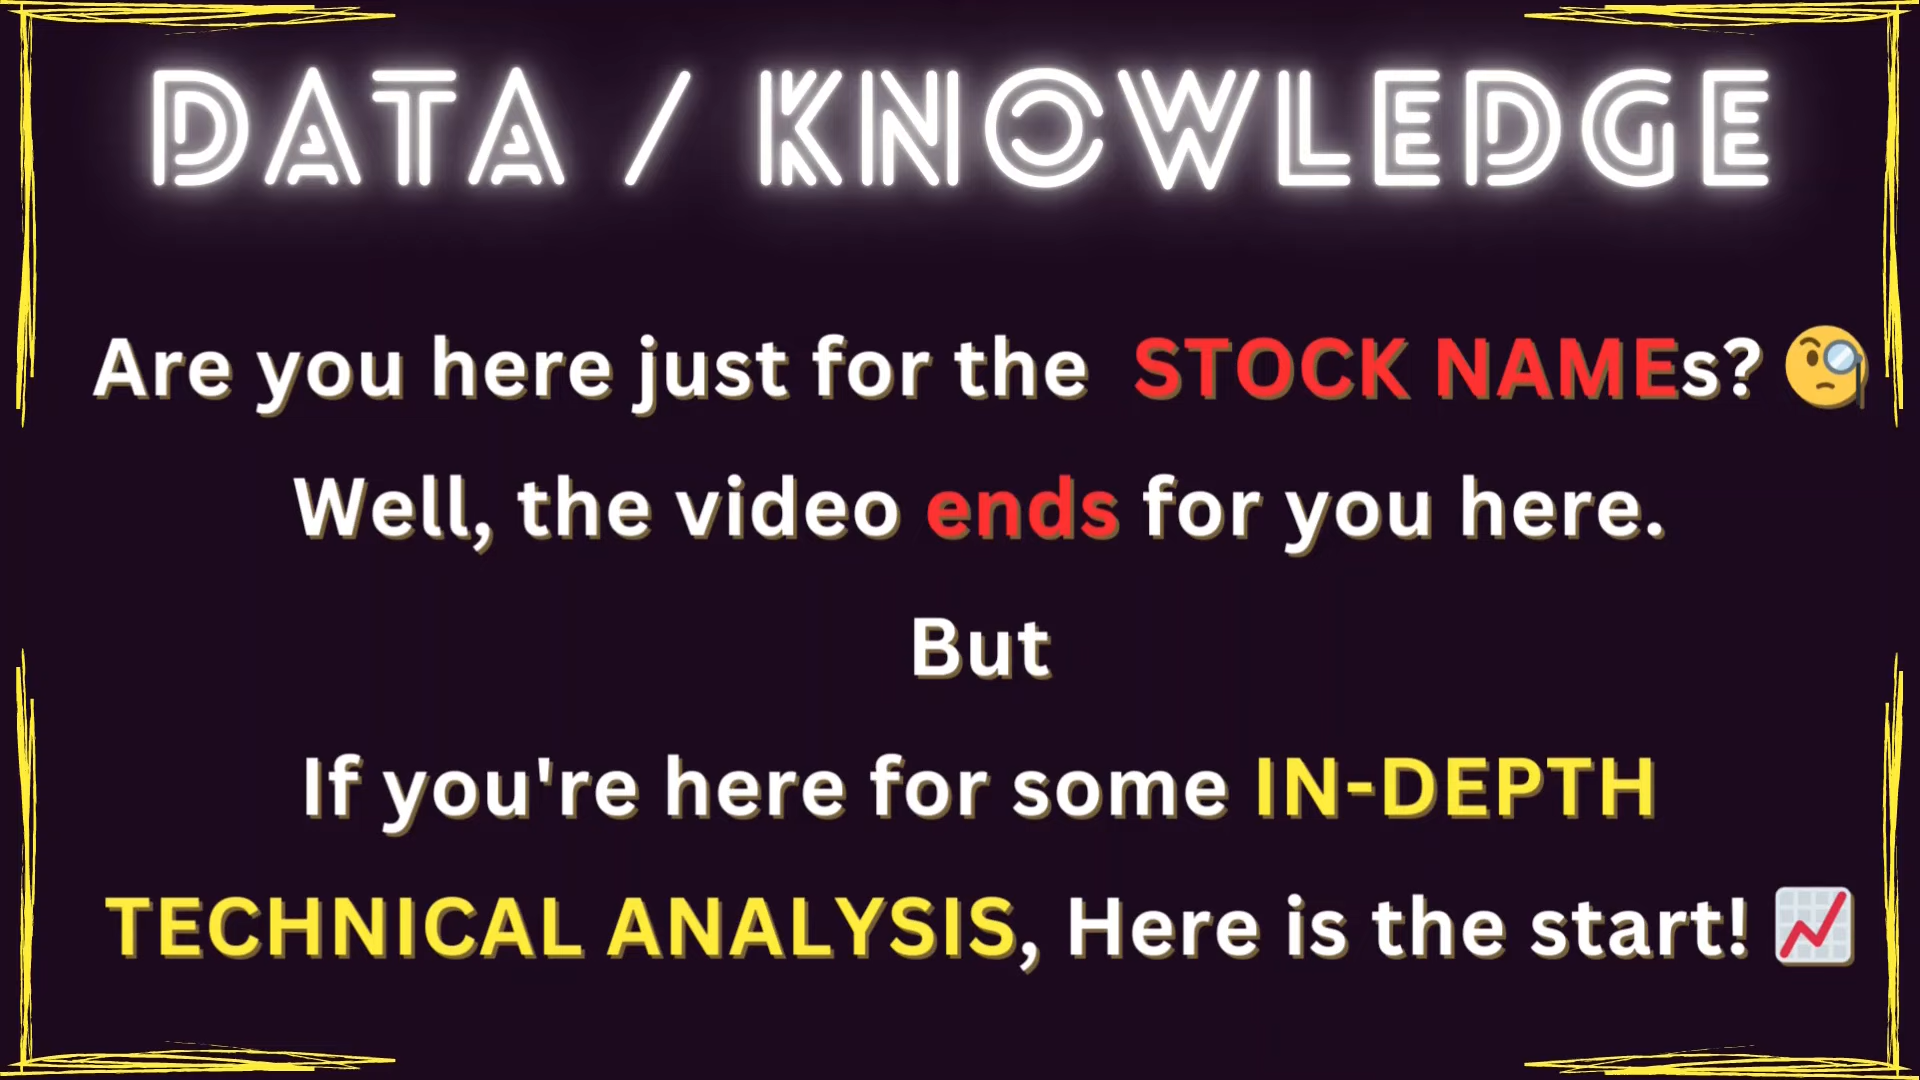 DATA / KNOWLEDGE
Are you here just for the STOCK NAMEs? 🧐
Well, the video ends for you here.
But
If you're here for some IN-DEPTH
TECHNICAL ANALYSIS, Here is the start! 📈